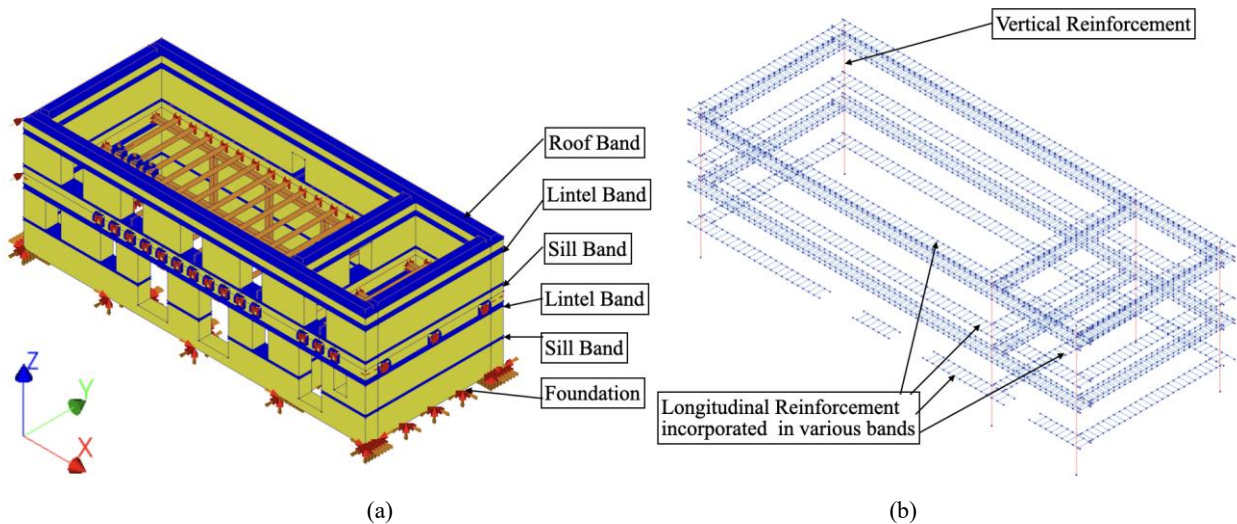 Roof Band
Lintel Band
Sill Band
Lintel Band
Sill Band
Foundation
Z
Y
X
(a)
Vertical Reinforcement
Longitudinal Reinforcement
incorporated in various bands
(b)